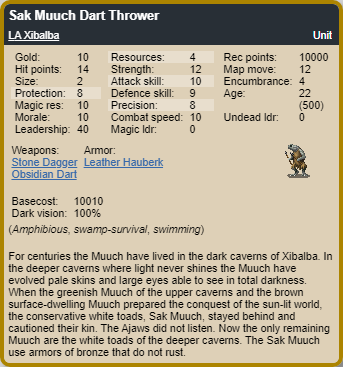 Sak Muuch Dart Thrower
LA Xibalba Unit
Gold: 10 Resources: 4 Rec points: 10000
Hit points: 14 Strength: 12 Map move: 12
Size: 2 Attack skill: 10 Encumbrance: 4
Protection: 8 Defence skill: 9 Age: 22
Magic res: 10 Precision: 8 (500)
Morale: 10 Combat speed: 10 Undead ldr: 0
Leadership: 40 Magic ldr: 0
Weapons: Armor:
Stone Dagger Leather Hauberk
Obsidian Dart
Basecost: 10010
Dark vision: 100%
(Amphibious, swamp-survival, swimming)
For centuries the Muuch have lived in the dark caverns of Xibalba. In
the deeper caverns where light never shines the Muuch have
evolved pale skins and large eyes able to see in total darkness.
When the greenish Muuch of the upper caverns and the brown
surface-dwelling Muuch prepared the conquest of the sun-lit world,
the conservative white toads, Sak Muuch, stayed behind and
cautioned their kin. The Ajaws did not listen. Now the only remaining
Muuch are the white toads of the deeper caverns. The Sak Muuch
use armors of bronze that do not rust.